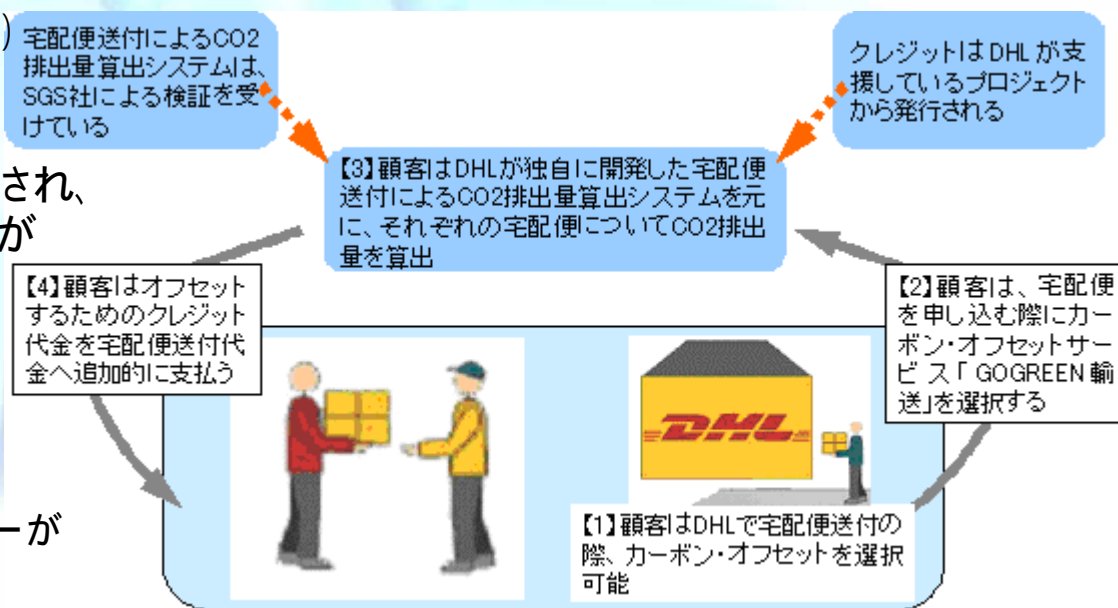 )
宅配便送付によるCO2
排出量算出システムは、
SGS社による検証を受
けている
クレジットはDHLが支
援しているプロジェクト
から発行される
され、
が
【3】顧客はDHLが独自に開発した宅配便
送付によるCO2排出量算出システムを元
に、それぞれの宅配便についてCO2排出
量を算出
【4】顧客はオフセット
するためのクレジット
代金を宅配便送付代
金へ追加的に支払う
【2】顧客は、宅配便
を申し込む際にカー
ボン・オフセットサー
ビス「GOGREEN輸
送」を選択する
DHL
【1】顧客はDHLで宅配便送付の
際、カーボン・オフセットを選択
可能
ーが